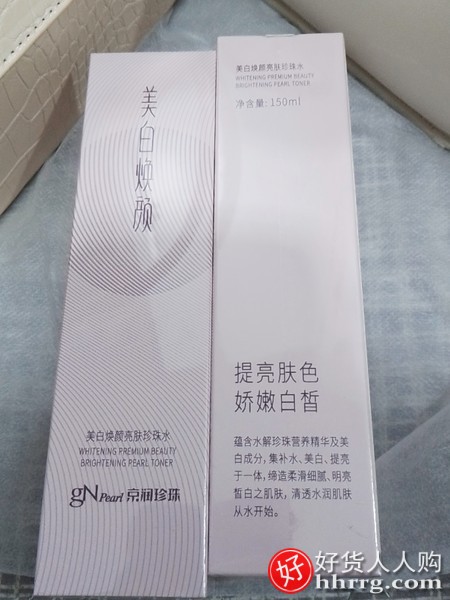 美白焕颜
美白焕颜亮肤珍珠水
WHITENING PREMIUM BEAUTY
BRIGHTENING PEARL TONER
gN Pearl 京润珍珠
美白焕颜亮肤珍珠水
WHITENING PREMIUM BEAUTY
BRIGHTENING PEARL TONER
净含量:150ml
提亮肤色
娇嫩白皙
蕴含水解珍珠营养精华及美
白成分,集补水、美白、提亮
于一体,缔造柔滑细腻、明亮
皙白之肌肤,清透水润肌肤
从水开始。
好 好货人人购
hhrrg.com